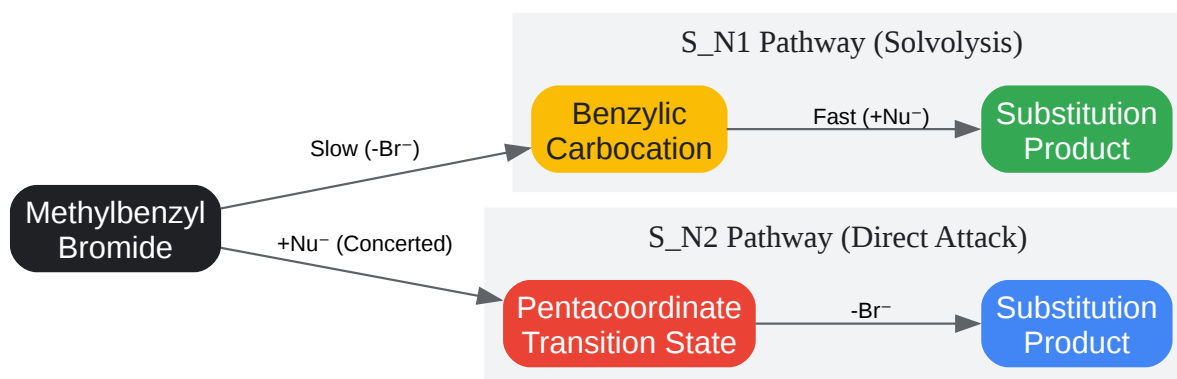 S_N1 Pathway (Solvolysis)
Benzylic
Carbocation
Fast (+Nu⁻)
Substitution
Product
Slow (-Br⁻)
Methylbenzyl
Bromide
+Nu⁻ (Concerted)
S_N2 Pathway (Direct Attack)
Pentacoordinate
Transition State
-Br⁻
Substitution
Product